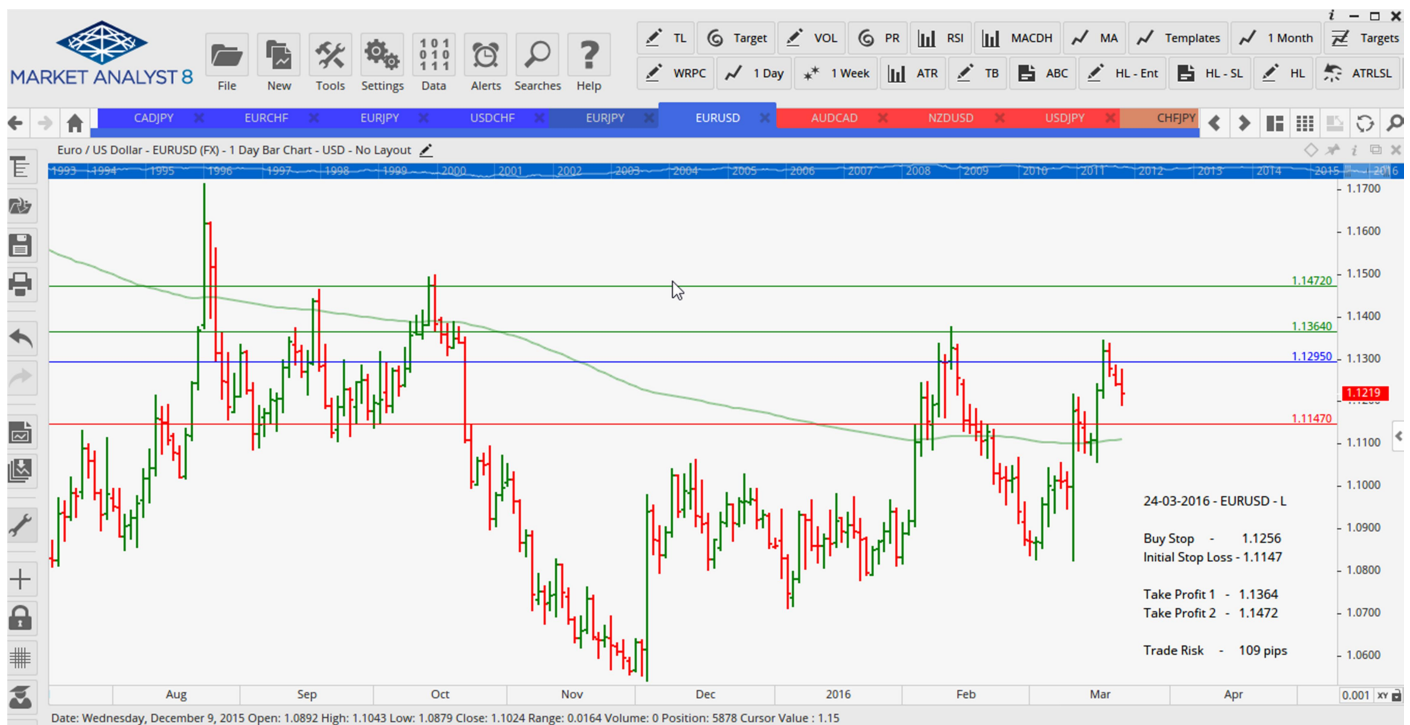 i
TL Target VOL PR RSI MACDH MA Templates 1 Month Targets
MARKET ANALYST 8
101
010
111
File New Tools Settings Data Alerts Searches Help
WRPC 1 Day 1 Week ATR TB ABC HL - Ent HL - SL HL ATRLSL
CADJPY EURCHF EURJPY USDCHF EURJPY EURUSD AUDCAD NZDUSD USDJPY CHFJPY
Euro / US Dollar - EURUSD (FX) - 1 Day Bar Chart - USD - No Layout
1993 1994 1995 1996 1997 1998 1999 2000 2001 2002 2003 2004 2005 2006 2007 2008 2009 2010 2011 2012 2013 2014 2015 2016
1.1700
1.1600
1.1500
1.14720
1.1400
1.13640
1.1300
1.12950
1.1219
1.11470
1.1100
1.1000
24-03-2016 - EURUSD - L
1.0900
Buy Stop - 1.1256
Initial Stop Loss - 1.1147
1.0800
Take Profit 1 - 1.1364
Take Profit 2 - 1.1472
1.0700
Trade Risk - 109 pips
1.0600
Aug Sep Oct Nov Dec 2016 Feb Mar Apr 0.001 XY
Date: Wednesday, December 9, 2015 Open: 1.0892 High: 1.1043 Low: 1.0879 Close: 1.1024 Range: 0.0164 Volume: 0 Position: 5878 Cursor Value : 1.15